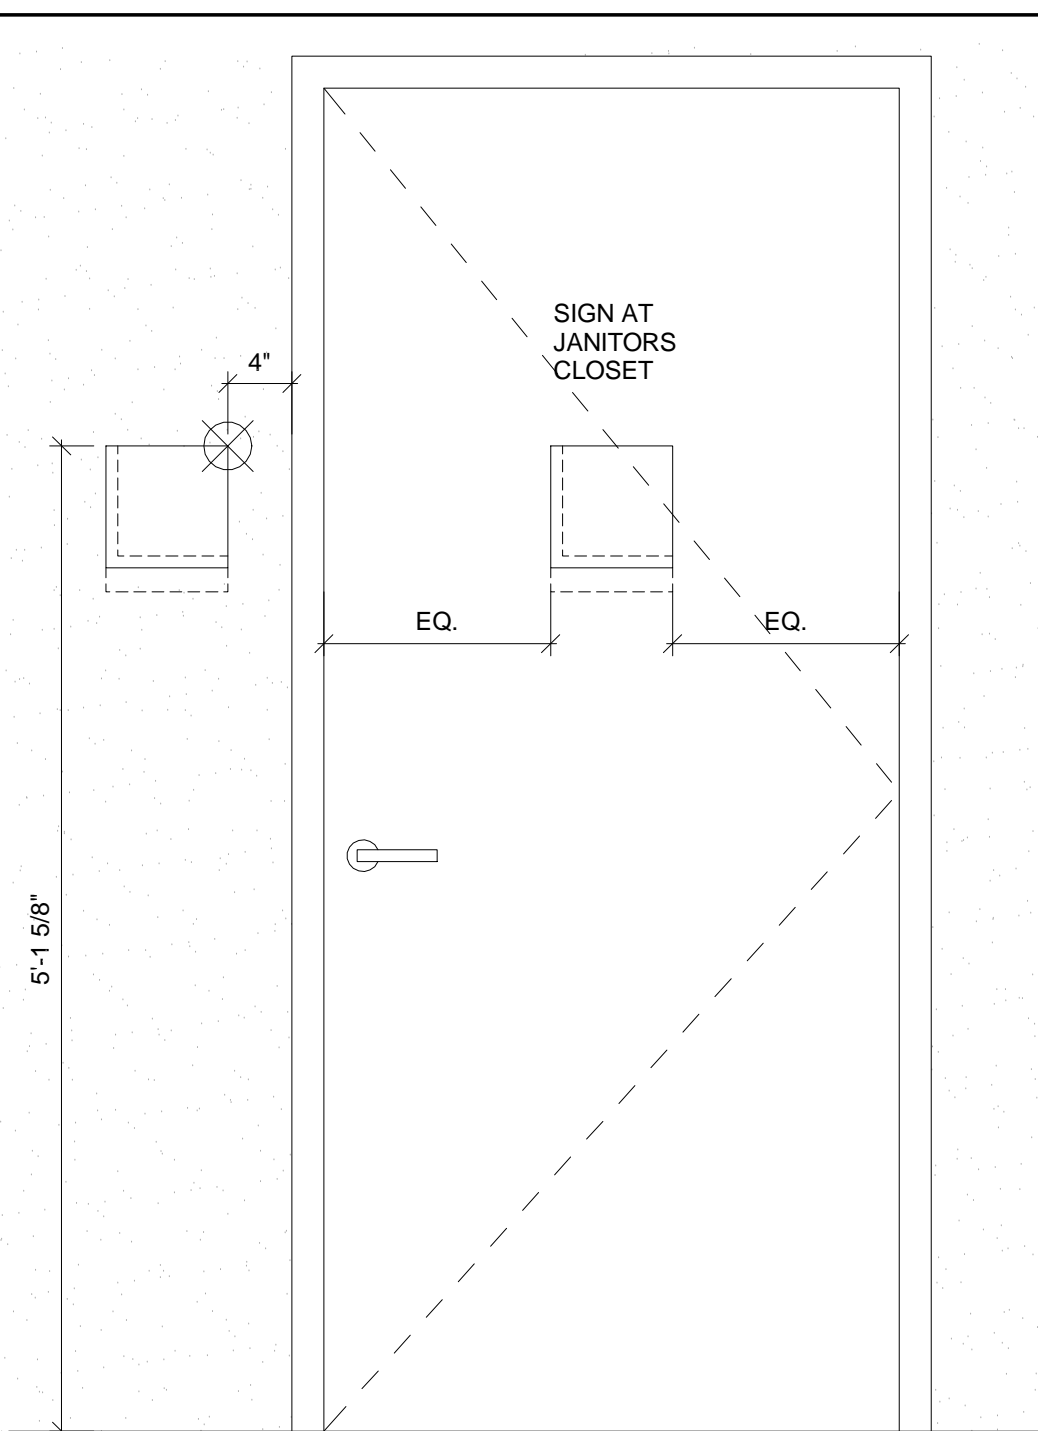 SIGN AT
JANITORS
CLOSET
4"
EQ.
EQ.
5'-1 5/8"